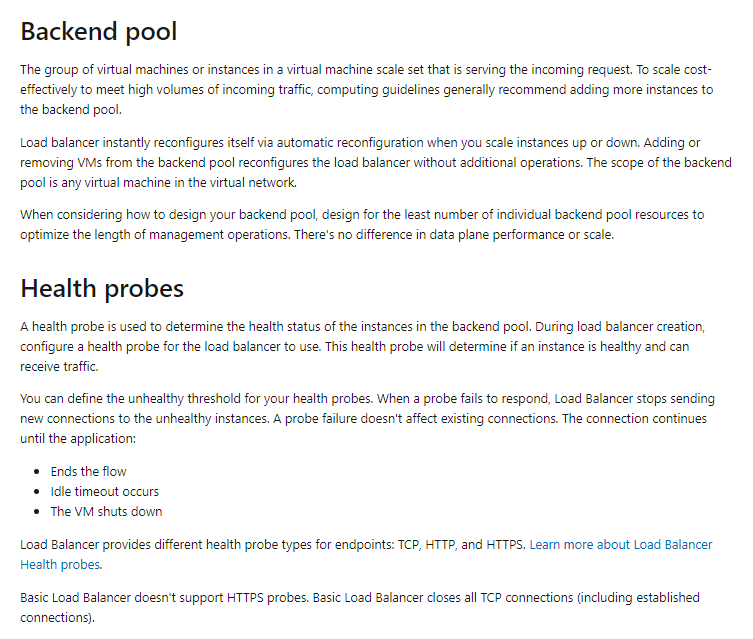 Backend pool
The group of virtual machines or instances in a virtual machine scale set that is serving the incoming request. To scale cost-
effectively to meet high volumes of incoming traffic, computing guidelines generally recommend adding more instances to
the backend pool.
Load balancer instantly reconfigures itself via automatic reconfiguration when you scale instances up or down. Adding or
removing VMs from the backend pool reconfigures the load balancer without additional operations. The scope of the backend
pool is any virtual machine in the virtual network.
When considering how to design your backend pool, design for the least number of individual backend pool resources to
optimize the length of management operations. There's no difference in data plane performance or scale.
Health probes
A health probe is used to determine the health status of the instances in the backend pool. During load balancer creation,
configure a health probe for the load balancer to use. This health probe will determine if an instance is healthy and can
receive traffic.
You can define the unhealthy threshold for your health probes. When a probe fails to respond, Load Balancer stops sending
new connections to the unhealthy instances. A probe failure doesn't affect existing connections. The connection continues
until the application:
• Ends the flow
• Idle timeout occurs
• The VM shuts down
Load Balancer provides different health probe types for endpoints: TCP, HTTP, and HTTPS. Learn more about Load Balancer
Health probes.
Basic Load Balancer doesn't support HTTPS probes. Basic Load Balancer closes all TCP connections (including established
connections).